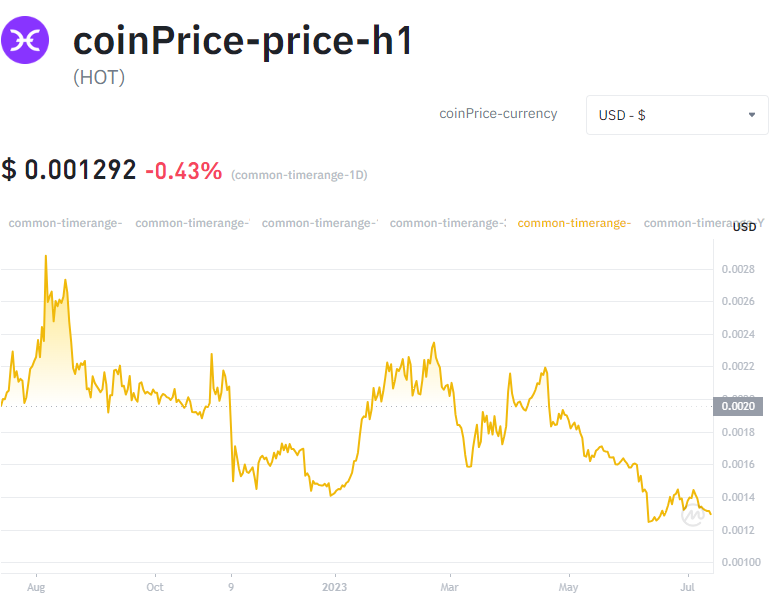 coinPrice-price-h1
(HOT)
coinPrice-currency
USD - $
$ 0.001292 -0.43% (common-timerange-1D)
common-timerange- common-timerange- common-timerange- common-timerange- common-timerange- common-timerange-Y
USD
0.0028
0.0026
0.0024
0.0022
0.0020
0.0018
0.0016
0.0014
0.0012
0.00100
Aug Oct 9 2023 Mar May Jul